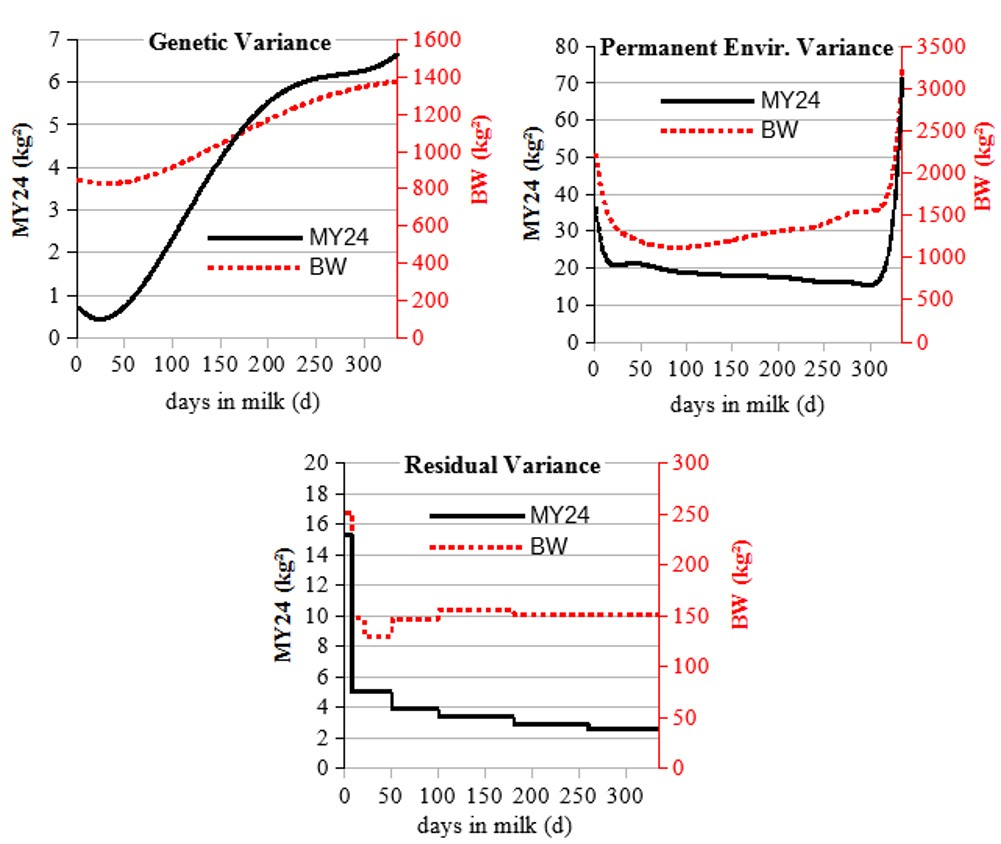 Genetic Variance
MY24 (kg²)
7
6
5
4
3
2
1
0
1600
1400
1200
1000
800
600
400
200
0
BW (kg²)
MY24
BW
0 50 100 150 200 250 300
days in milk (d)
Permanent Envir. Variance
MY24 (kg²)
80
70
60
50
40
30
20
10
0
3500
3000
2500
2000
1500
1000
500
0
BW (kg²)
MY24
BW
0 50 100 150 200 250 300
days in milk (d)
Residual Variance
MY24 (kg²)
20
18
16
14
12
10
8
6
4
2
0
300
250
200
150
100
50
0
BW (kg²)
MY24
BW
0 50 100 150 200 250 300
days in milk (d)